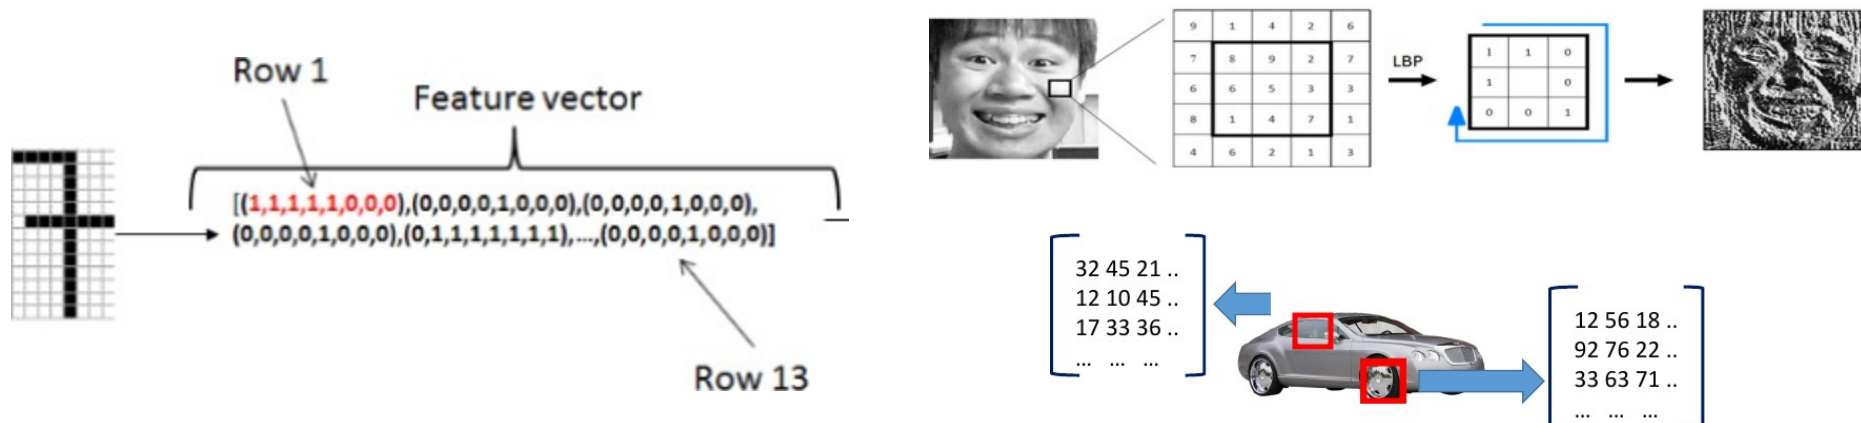 Row 1
Feature vector
[(1,1,1,1,1,0,0,0),(0,0,0,0,1,0,0,0),(0,0,0,0,1,0,0,0),
(0,0,0,0,1,0,0,0),(0,1,1,1,1,1,1,1),...,(0,0,0,0,1,0,0,0)]
Row 13
9 1 4 2 6
7 8 9 2 7
6 6 5 3 3
8 1 4 7 1
4 6 2 1 3
LBP
1 1 0
1 0
0 0 1
32 45 21 ..
12 10 45 ..
17 33 36 ..
... ... ...
12 56 18 ..
92 76 22 ..
33 63 71 ..
... ... ...